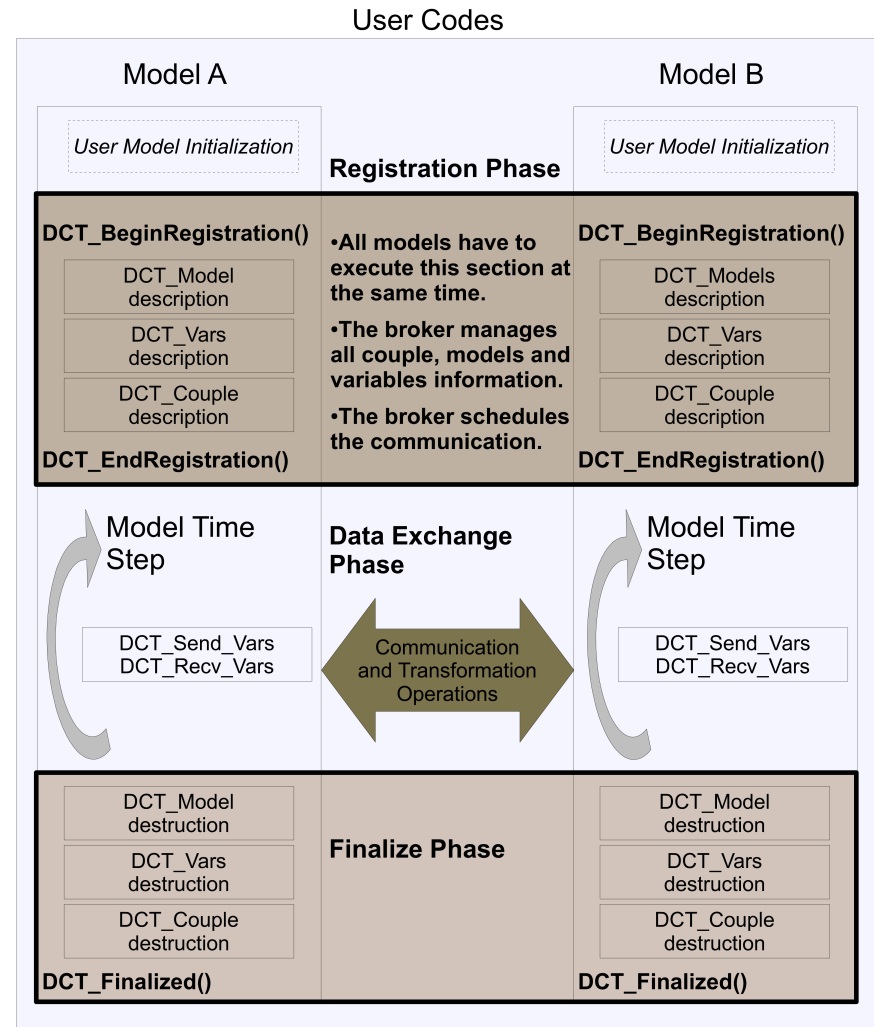 User Codes
Model A
Model B
User Model Initialization
User Model Initialization
Registration Phase
DCT_BeginRegistration()
DCT_Model
description
DCT_Vars
description
DCT_Couple
description
DCT_EndRegistration()
•All models have to
execute this section at
the same time.
•The broker manages
all couple, models and
variables information.
•The broker schedules
the communication.
DCT_BeginRegistration()
DCT_Models
description
DCT_Vars
description
DCT_Couple
description
DCT_EndRegistration()
Model Time
Step
DCT_Send_Vars
DCT_Recv_Vars
Data Exchange
Phase
Communication
and Transformation
Operations
Model Time
Step
DCT_Send_Vars
DCT_Recv_Vars
DCT_Model
destruction
DCT_Vars
destruction
DCT_Couple
destruction
DCT_Finalized()
Finalize Phase
DCT_Model
destruction
DCT_Vars
destruction
DCT_Couple
destruction
DCT_Finalized()